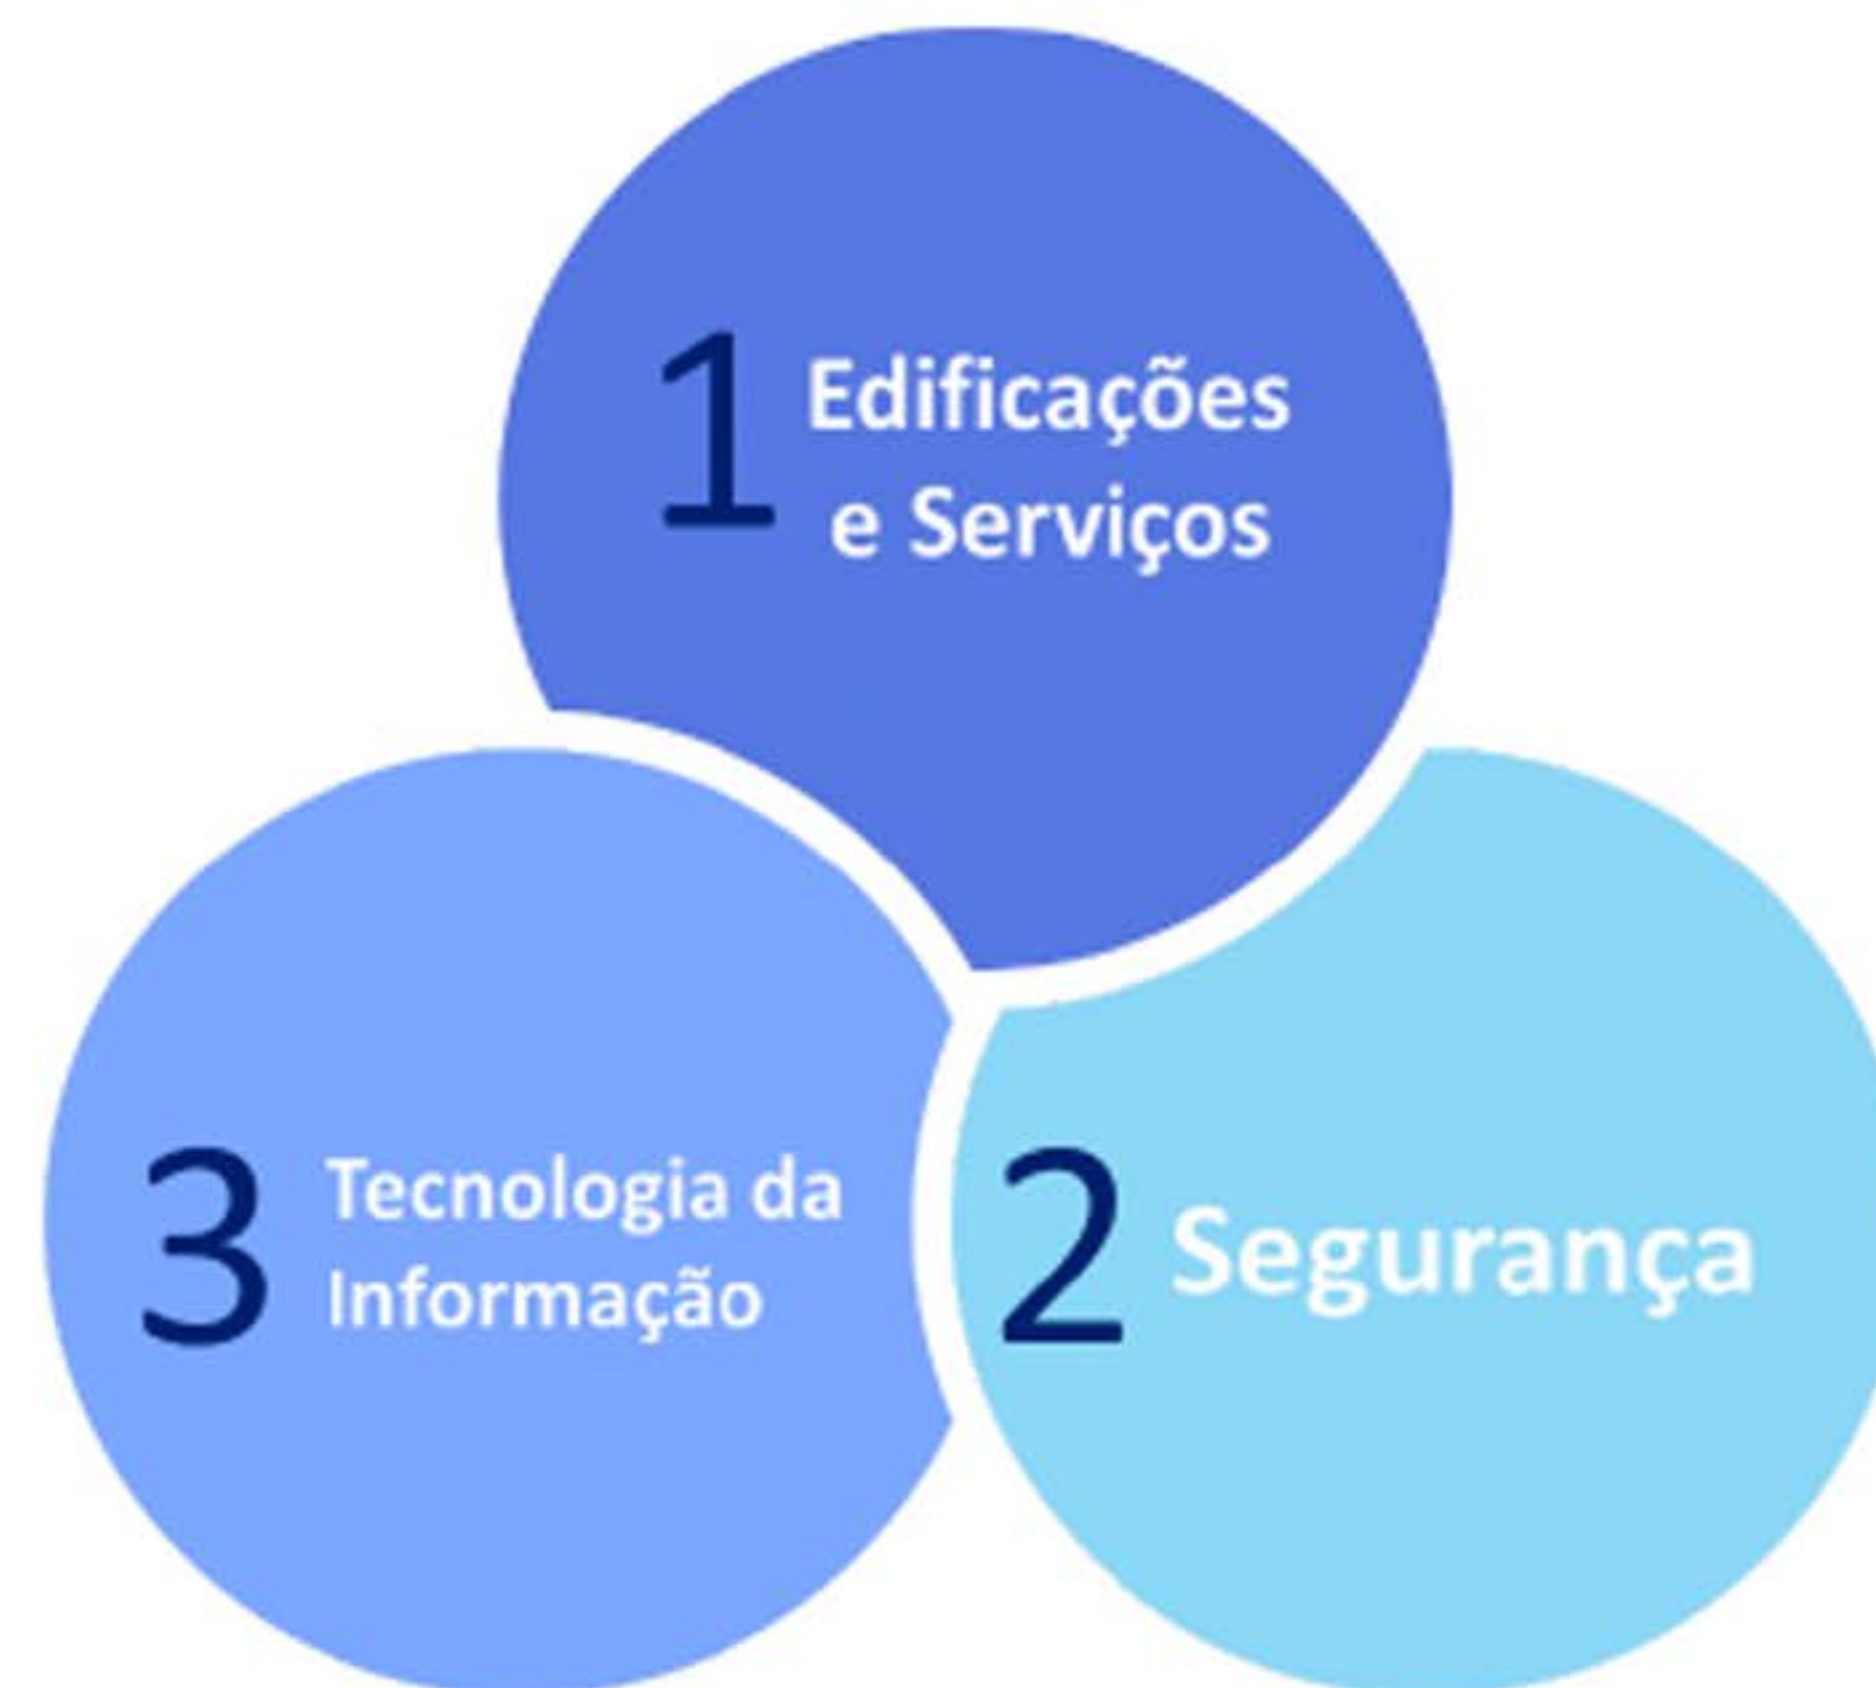 1
Edificações
e Serviços
2
Segurança
3
Tecnologia da
Informação